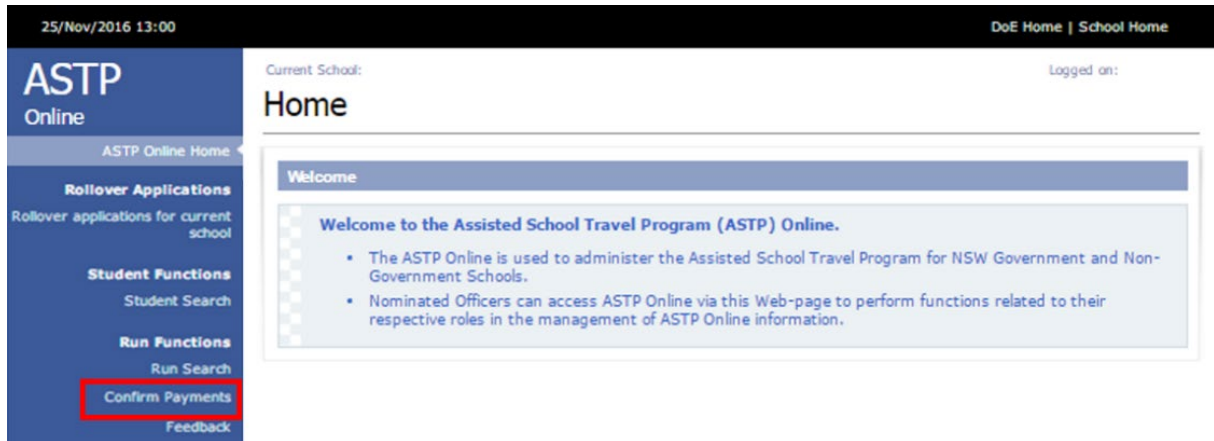 25/Nov/2016 13:00
DoE Home | School Home
ASTP
Online
ASTP Online Home
Rollover Applications
Rollover applications for current
school
Student Functions
Student Search
Run Functions
Run Search
Confirm Payments
Feedback
Current School:
Logged on:
Home
Welcome
Welcome to the Assisted School Travel Program (ASTP) Online.
• The ASTP Online is used to administer the Assisted School Travel Program for NSW Government and Non-
Government Schools.
• Nominated Officers can access ASTP Online via this Web-page to perform functions related to their
respective roles in the management of ASTP Online information.